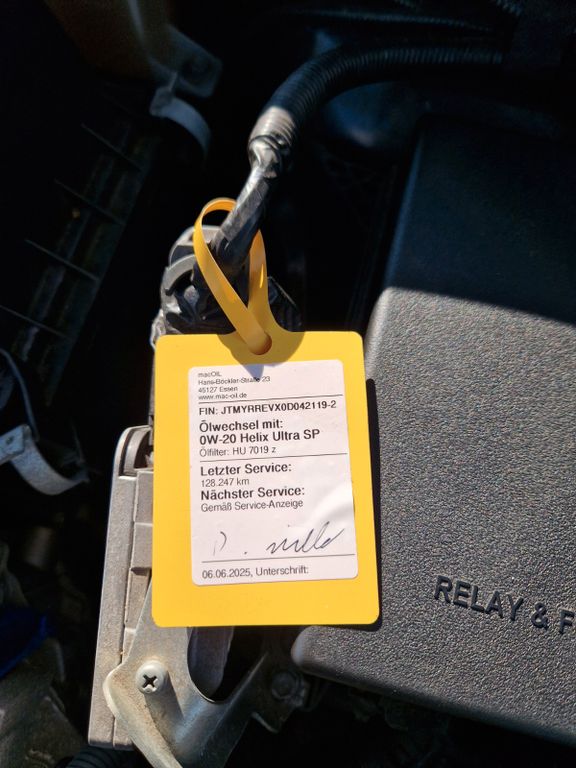 macOIL
Hans-Böckler-Straße 23
45127 Essen
www.mac-oil.de
FIN: JTMYRREVX0D042119-2
Ölwechsel mit:
0W-20 Helix Ultra SP
Ölfilter: HU 7019 z
Letzter Service:
128.247 km
Nächster Service:
Gemäß Service-Anzeige
06.06.2025, Unterschrift:
RELAY & F